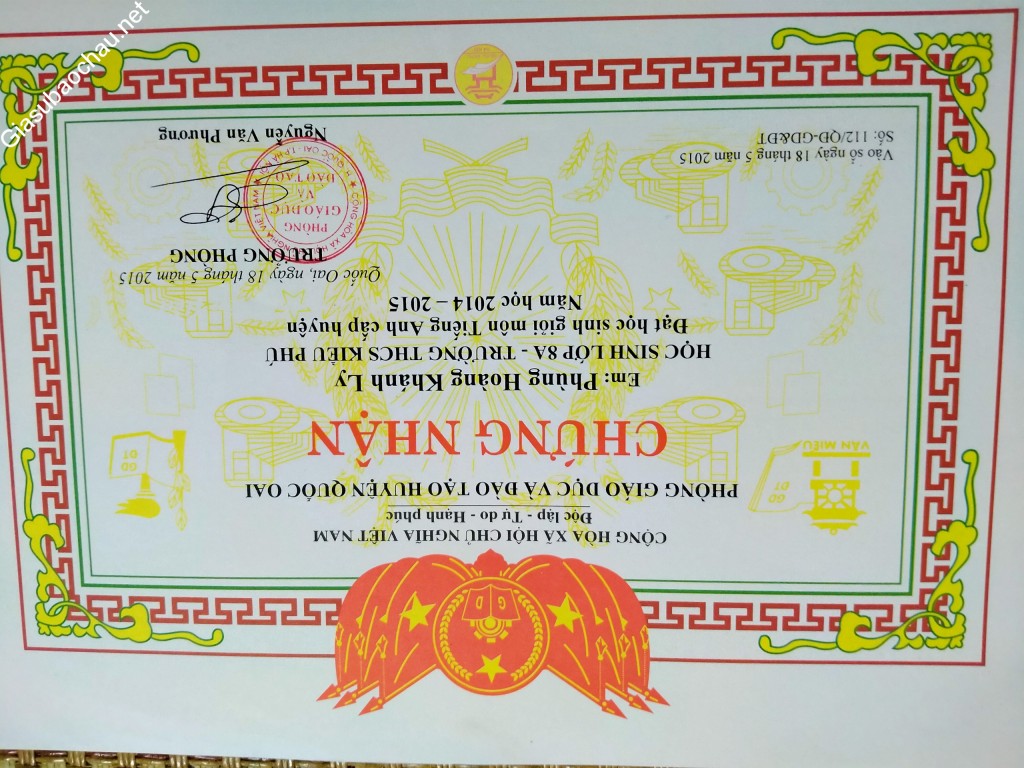 CỘNG HÒA XÃ HỘI CHỦ NGHĨA VIỆT NAM
Độc lập - Tự do - Hạnh phúc
PHÒNG GIÁO DỤC VÀ ĐÀO TẠO HUYỆN QUỐC OAI
CHỨNG NHẬN
Em: Phùng Hoàng Khánh Ly
HỌC SINH LỚP 8A - TRƯỜNG THCS KIỀU PHÚ
Đạt học sinh giỏi môn Tiếng Anh cấp huyện
Năm học 2014 – 2015
Quốc Oai, ngày 18 tháng 5 năm 2015
TRƯỞNG PHÒNG
PHÒNG
GIÁO DỤC
VÀ
ĐÀO TẠO
Nguyễn Văn Phương
Vào sổ ngày 18 tháng 5 năm 2015
Số: 112/QĐ-GD&ĐT
GD
ĐT
VĂN MIẾU
GD
ĐT
Giasubaochau.net